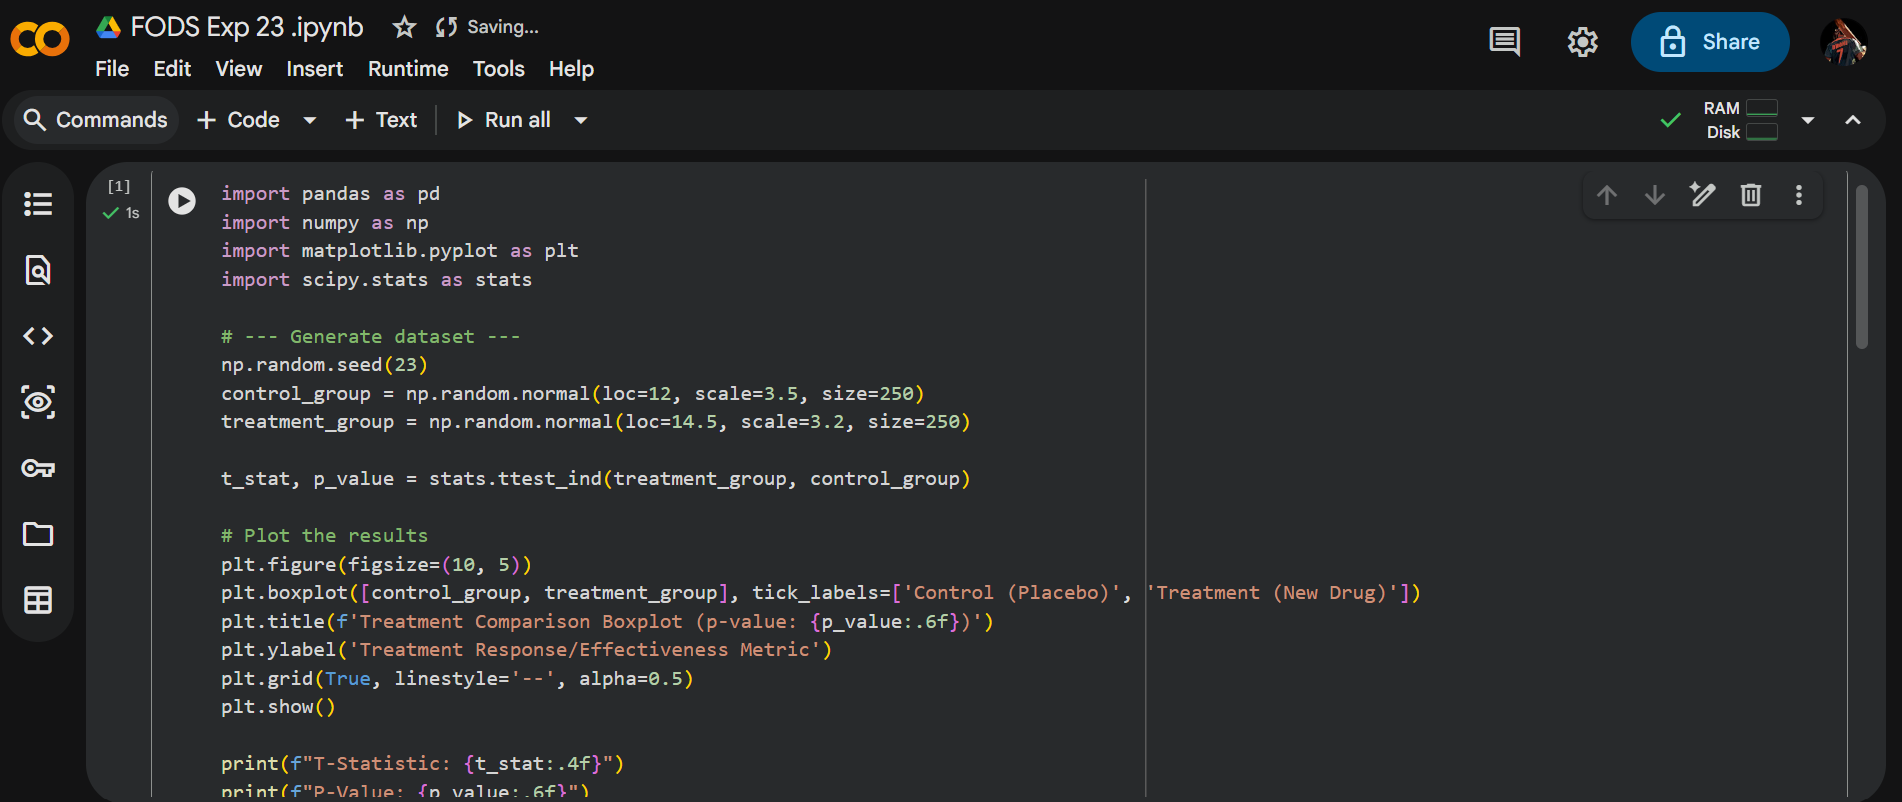 FODS Exp 23 .ipynb
Saving...
File Edit View Insert Runtime Tools Help
Share
Commands + Code + Text Run all
RAM
Disk
[1]
1s
import pandas as pd
import numpy as np
import matplotlib.pyplot as plt
import scipy.stats as stats
# --- Generate dataset ---
np.random.seed(23)
control_group = np.random.normal(loc=12, scale=3.5, size=250)
treatment_group = np.random.normal(loc=14.5, scale=3.2, size=250)
t_stat, p_value = stats.ttest_ind(treatment_group, control_group)
# Plot the results
plt.figure(figsize=(10, 5))
plt.boxplot([control_group, treatment_group], tick_labels=['Control (Placebo)', 'Treatment (New Drug)'])
plt.title(f'Treatment Comparison Boxplot (p-value: {p_value:.6f})')
plt.ylabel('Treatment Response/Effectiveness Metric')
plt.grid(True, linestyle='--', alpha=0.5)
plt.show()
print(f"T-Statistic: {t_stat:.4f}")
print(f"P-Value: {p_value:.6f}")